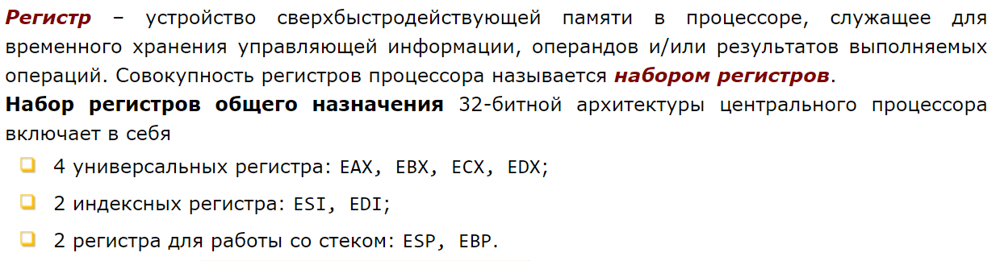 Регистр – устройство сверхбыстродействующей памяти в процессоре, служащее для
временного хранения управляющей информации, операндов и/или результатов выполняемых
операций. Совокупность регистров процессора называется набором регистров.
Набор регистров общего назначения 32-битной архитектуры центрального процессора
включает в себя
4 универсальных регистра: EAX, EBX, ECX, EDX;
2 индексных регистра: ESI, EDI;
2 регистра для работы со стеком: ESP, EBP.